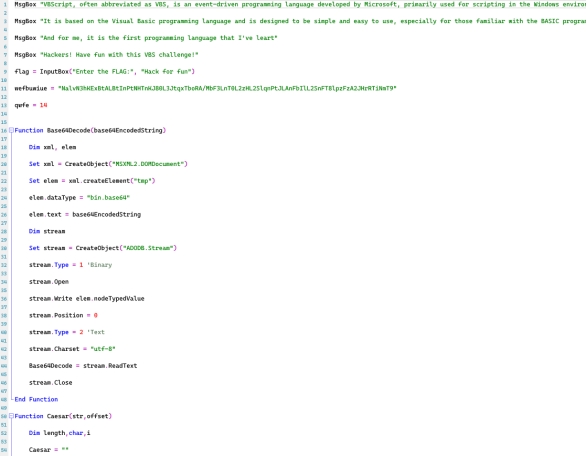 1 MsgBox "VBScript, often abbreviated as VBS, is an event-driven programming language developed by Microsoft, primarily used for scripting in the Windows
2
3 MsgBox "It is based on the Visual Basic programming language and is designed to be simple and easy to use, especially for those familiar with the BASIC
4
5 MsgBox "And for me, it is the first programming language that I've leart"
6
7 MsgBox "Hackers! Have fun with this VBS challenge!"
8
9 flag = InputBox("Enter the FLAG:", "Hack for fun")
10
11 wefbuwiue =
12
13 qwfe = 14
14
15
16 Function Base64Decode(base64EncodedString)
17
18 Dim xml, elem
19
20 Set xml = CreateObject("MSXML2.DOMDocument")
21
22 Set elem = xml.createElement("tmp")
23
24 elem.dataType = "bin.base64"
25
26 elem.text = base64EncodedString
27
28 Dim stream
29
30 Set stream = CreateObject("ADODB.Stream")
31
32 stream.Type = 1 'Binary
33
34 stream.Open
35
36 stream.Write elem.nodeTypedValue
37
38 stream.Position = 0
39
40 stream.Type = 2 'Text
41
42 stream.Charset = "utf-8"
43
44 Base64Decode = stream.ReadText
45
46 stream.Close
47
48 End Function
49
50 Function Caesar(str,offset)
51
52 Dim length,char,i
53
54 Caesar = ""